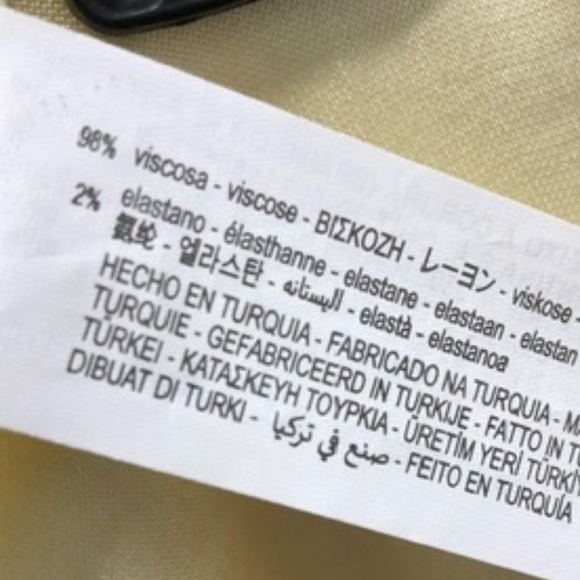 98% viscosa - viscose - ΒΙΣΚΟΖΗ - レーヨン - viskose -
2% elastano - élasthanne - elastane - elastaan - elastan
氨纶 - 엘라스탄 - اليستانه - elastà - elastanoa
HECHO EN TURQUIA - FABRICADO NA TURQUIA - MA
TURQUIE - GEFABRICEERD IN TURKIJE - FATTO IN TU
TÜRKEI - ΚΑΤΑΣΚΕΥΗ ΤΟΥΡΚΙΑ - ÜRETİM YERİ TÜRKİY
DIBUAT DI TURKI - صنع في تركيا - FEITO EN TURQUÍA